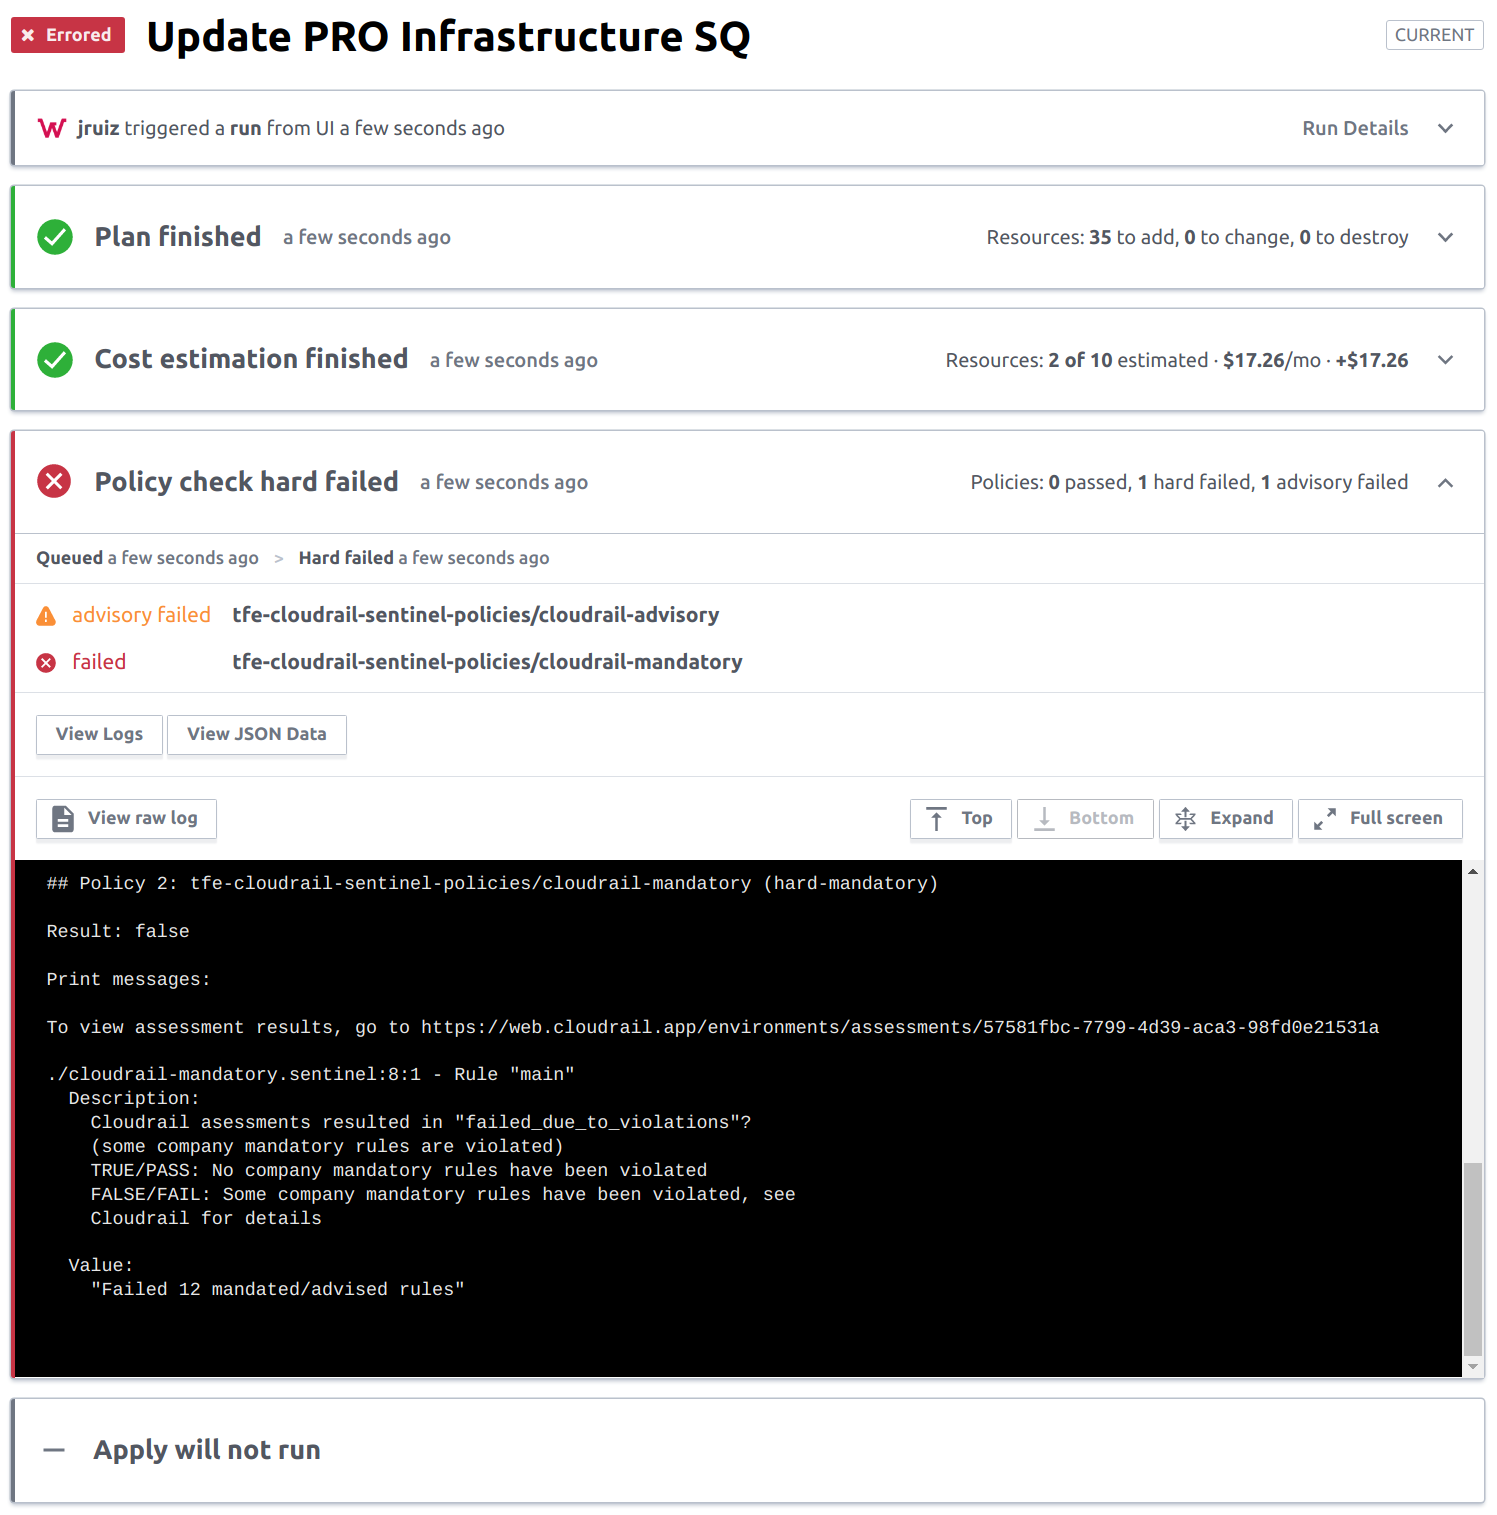 Errored Update PRO Infrastructure SQ CURRENT
jruiz triggered a run from UI a few seconds ago Run Details
Plan finished a few seconds ago Resources: 35 to add, 0 to change, 0 to destroy
Cost estimation finished a few seconds ago Resources: 2 of 10 estimated · $17.26/mo · +$17.26
Policy check hard failed a few seconds ago Policies: 0 passed, 1 hard failed, 1 advisory failed
Queued a few seconds ago > Hard failed a few seconds ago
advisory failed tfe-cloudrail-sentinel-policies/cloudrail-advisory
failed tfe-cloudrail-sentinel-policies/cloudrail-mandatory
View Logs View JSON Data
View raw log Top Bottom Expand Full screen
## Policy 2: tfe-cloudrail-sentinel-policies/cloudrail-mandatory (hard-mandatory)
Result: false
Print messages:
To view assessment results, go to https://web.cloudrail.app/environments/assessments/57581fbc-7799-4d39-aca3-98fd0e21531a
./cloudrail-mandatory.sentinel:8:1 - Rule "main"
Description:
Cloudrail asessments resulted in "failed_due_to_violations"?
(some company mandatory rules are violated)
TRUE/PASS: No company mandatory rules have been violated
FALSE/FAIL: Some company mandatory rules have been violated, see
Cloudrail for details
Value:
"Failed 12 mandated/advised rules"
Apply will not run